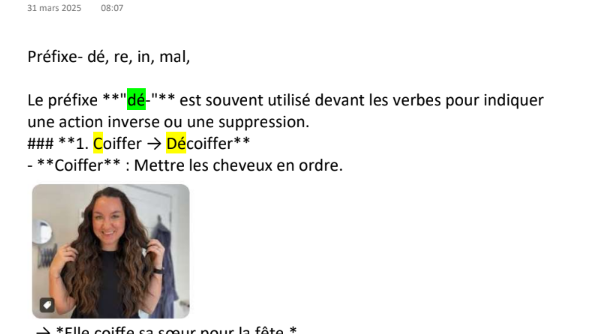 31 mars 2025 08:07
Préfixe- dé, re, in, mal,
Le préfixe **"dé-"** est souvent utilisé devant les verbes pour indiquer
une action inverse ou une suppression.
### **1. Coiffer → Décoiffer**
- **Coiffer** : Mettre les cheveux en ordre.
→ *Elle coiffe sa sœur pour la fête.*